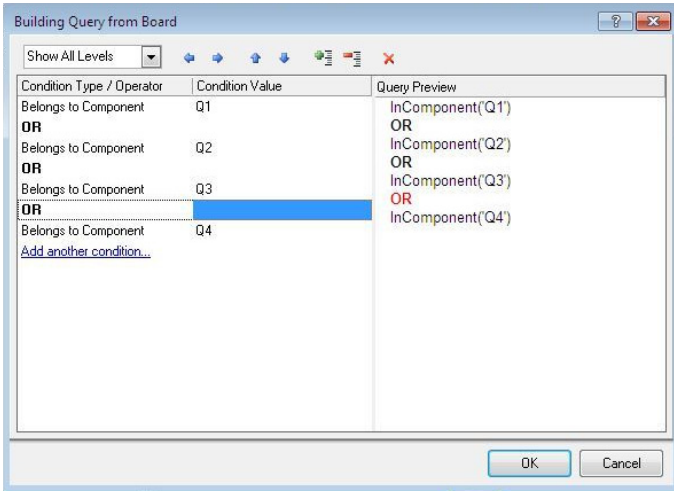 Building Query from Board
?
Show All Levels
Condition Type / Operator Condition Value
Belongs to Component Q1
OR
Belongs to Component Q2
OR
Belongs to Component Q3
OR
Belongs to Component Q4
Add another condition...
Query Preview
InComponent('Q1')
OR
InComponent('Q2')
OR
InComponent('Q3')
OR
InComponent('Q4')
OK Cancel